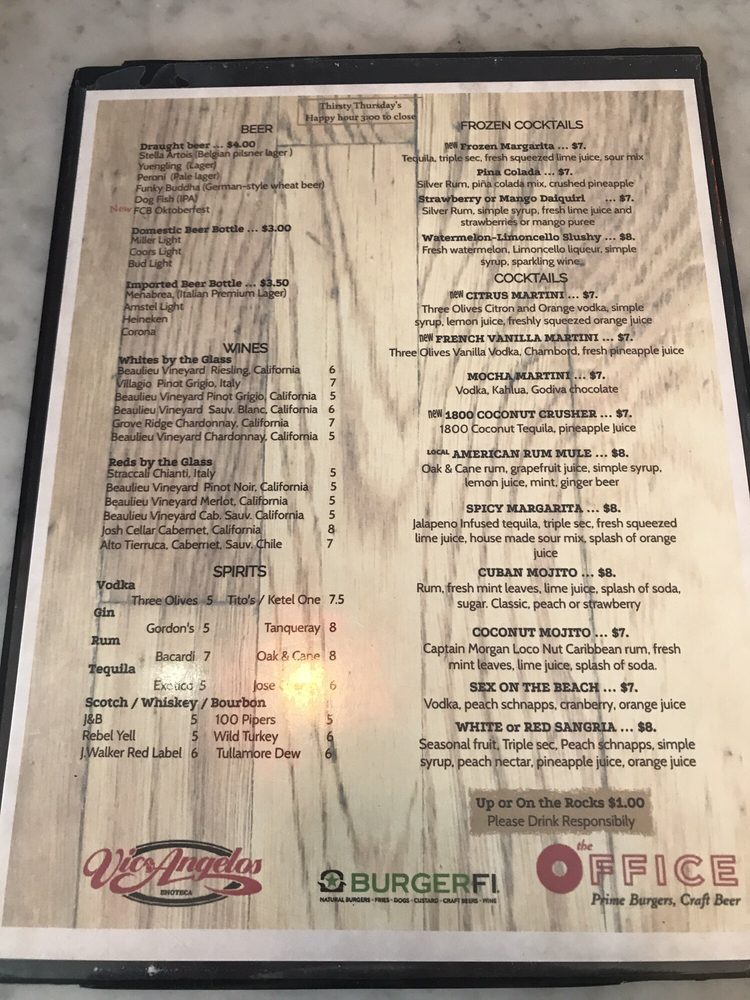 Thirsty Thursday's
Happy hour 3:00 to close
BEER
Draught beer ... $4.00
Stella Artois (Belgian pilsner lager )
Yuengling (Lager)
Peroni (Pale lager)
Funky Buddha (German-style wheat beer)
Dog Fish (IPA)
New FCB Oktoberfest
Domestic Beer Bottle ... $3.00
Miller Light
Coors Light
Bud Light
Imported Beer Bottle ... $3.50
Menabrea, (Italian Premium Lager)
Amstel Light
Heineken
Corona
WINES
Whites by the Glass
Beaulieu Vineyard Riesling, California 6
Villagio Pinot Grigio, Italy 7
Beaulieu Vineyard Pinot Grigio, California 5
Beaulieu Vineyard Sauv. Blanc, California 6
Grove Ridge Chardonnay, California 7
Beaulieu Vineyard Chardonnay, California 5
Reds by the Glass
Straccali Chianti, Italy 5
Beaulieu Vineyard Pinot Noir, California 5
Beaulieu Vineyard Merlot, California 5
Beaulieu Vineyard Cab. Sauv. California 5
Josh Cellar Cabernet, California 8
Alto Tierruca, Cabernet, Sauv. Chile 7
SPIRITS
Vodka
Three Olives 5 Tito's / Ketel One 7.5
Gin
Gordon's 5 Tanqueray 8
Rum
Bacardi 7 Oak & Cane 8
Tequila
Exotico 5 Jose 6
Scotch / Whiskey / Bourbon
J&B 5 100 Pipers 5
Rebel Yell 5 Wild Turkey 6
J.Walker Red Label 6 Tullamore Dew 6
FROZEN COCKTAILS
new Frozen Margarita ... $7.
Tequila, triple sec, fresh squeezed lime juice, sour mix
Pina Colada ... $7.
Silver Rum, piña colada mix, crushed pineapple
Strawberry or Mango Daiquiri ... $7.
Silver Rum, simple syrup, fresh lime juice and
strawberries or mango puree
Watermelon-Limoncello Slushy ... $8.
Fresh watermelon, Limoncello liqueur, simple
syrup, sparkling wine.
COCKTAILS
new CITRUS MARTINI ... $7.
Three Olives Citron and Orange vodka, simple
syrup, lemon juice, freshly squeezed orange juice
new FRENCH VANILLA MARTINI ... $7.
Three Olives Vanilla Vodka, Chambord, fresh pineapple juice
MOCHA MARTINI ... $7.
Vodka, Kahlua, Godiva chocolate
new 1800 COCONUT CRUSHER ... $7.
1800 Coconut Tequila, pineapple Juice
LOCAL AMERICAN RUM MULE ... $8.
Oak & Cane rum, grapefruit juice, simple syrup,
lemon juice, mint, ginger beer
SPICY MARGARITA ... $8.
Jalapeno Infused tequila, triple sec, fresh squeezed
lime juice, house made sour mix, splash of orange
juice
CUBAN MOJITO ... $8.
Rum, fresh mint leaves, lime juice, splash of soda,
sugar. Classic, peach or strawberry
COCONUT MOJITO ... $7.
Captain Morgan Loco Nut Caribbean rum, fresh
mint leaves, lime juice, splash of soda.
SEX ON THE BEACH ... $7.
Vodka, peach schnapps, cranberry, orange juice
WHITE or RED SANGRIA ... $8.
Seasonal fruit, Triple sec, Peach schnapps, simple
syrup, peach nectar, pineapple juice, orange juice
Up or On the Rocks $1.00
Please Drink Responsibily
Vic & Angelos
ENOTECA
BURGERFI.
NATURAL BURGERS · FRIES · DOGS · CUSTARD · CRAFT BEERS · WINE
the
OFFICE
Prime Burgers, Craft Beer